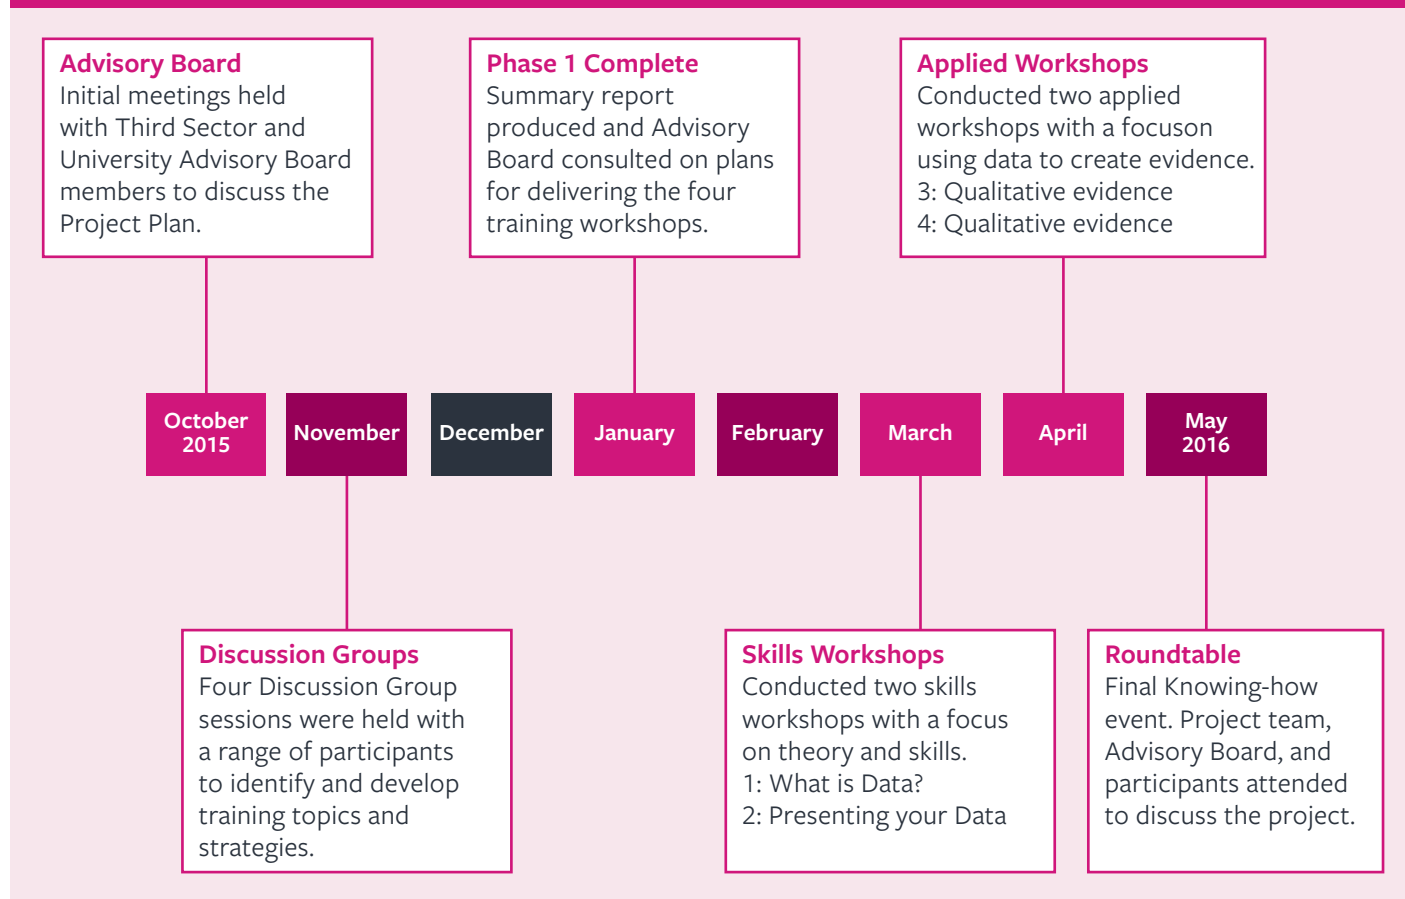 Advisory Board
Initial meetings held
with Third Sector and
University Advisory Board
members to discuss the
Project Plan.
Phase 1 Complete
Summary report
produced and Advisory
Board consulted on plans
for delivering the four
training workshops.
Applied Workshops
Conducted two applied
workshops with a focuson
using data to create evidence.
3: Qualitative evidence
4: Qualitative evidence
October
2015
November
December
January
February
March
April
May
2016
Discussion Groups
Four Discussion Group
sessions were held with
a range of participants
to identify and develop
training topics and
strategies.
Skills Workshops
Conducted two skills
workshops with a focus
on theory and skills.
1: What is Data?
2: Presenting your Data
Roundtable
Final Knowing-how
event. Project team,
Advisory Board, and
participants attended
to discuss the project.